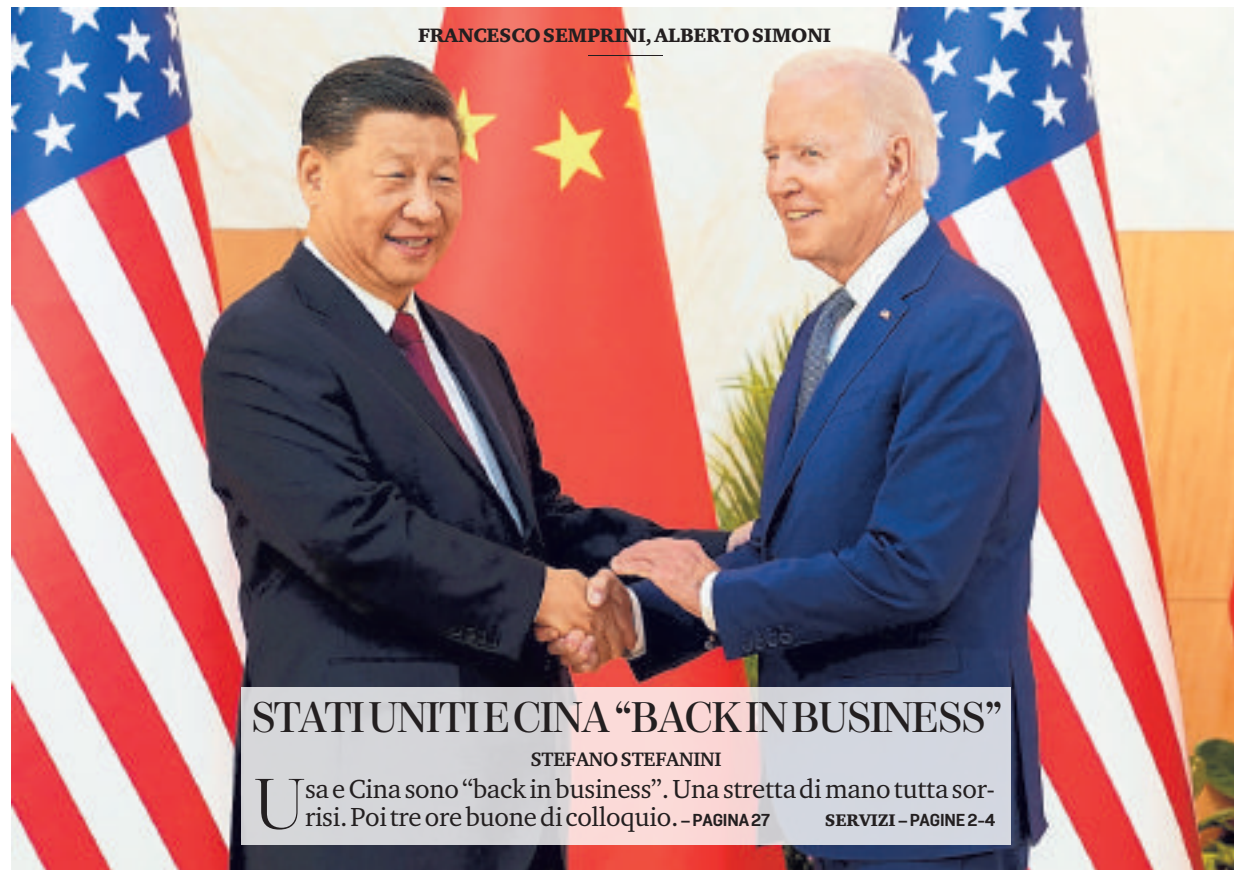 FRANCESCO SEMPRINI, ALBERTO SIMONI
STATI UNITI E CINA “BACK IN BUSINESS”
STEFANO STEFANINI
Usa e Cina sono “back in business”. Una stretta di mano tutta sor-
risi. Poi tre ore buone di colloquio. – PAGINA 27 SERVIZI – PAGINE 2-4